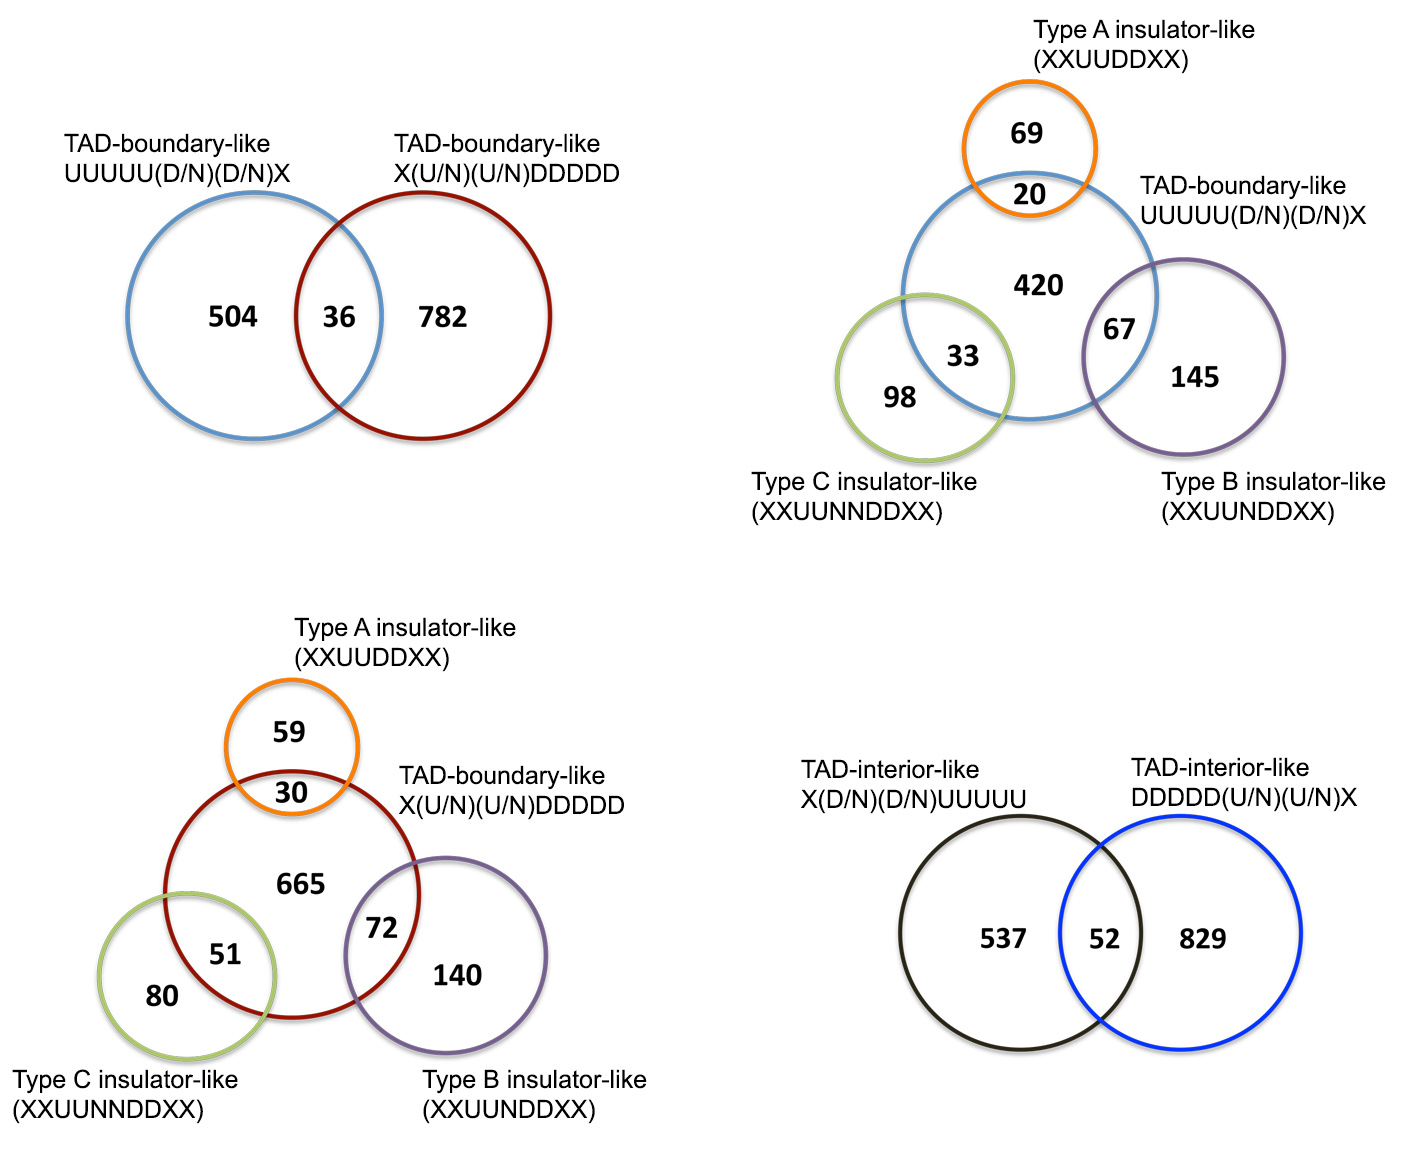 TAD-boundary-like
UUUUU(D/N)(D/N)X
TAD-boundary-like
X(U/N)(U/N)DDDDD
504
36
782
Type A insulator-like
(XXUUDDXX)
69
20
TAD-boundary-like
UUUUU(D/N)(D/N)X
420
67
33
145
98
Type C insulator-like
(XXUUNNDDXX)
Type B insulator-like
(XXUUNDDXX)
Type A insulator-like
(XXUUDDXX)
59
30
TAD-boundary-like
X(U/N)(U/N)DDDDD
665
72
51
140
80
Type C insulator-like
(XXUUNNDDXX)
Type B insulator-like
(XXUUNDDXX)
TAD-interior-like
X(D/N)(D/N)UUUUU
TAD-interior-like
DDDDD(U/N)(U/N)X
537
52
829